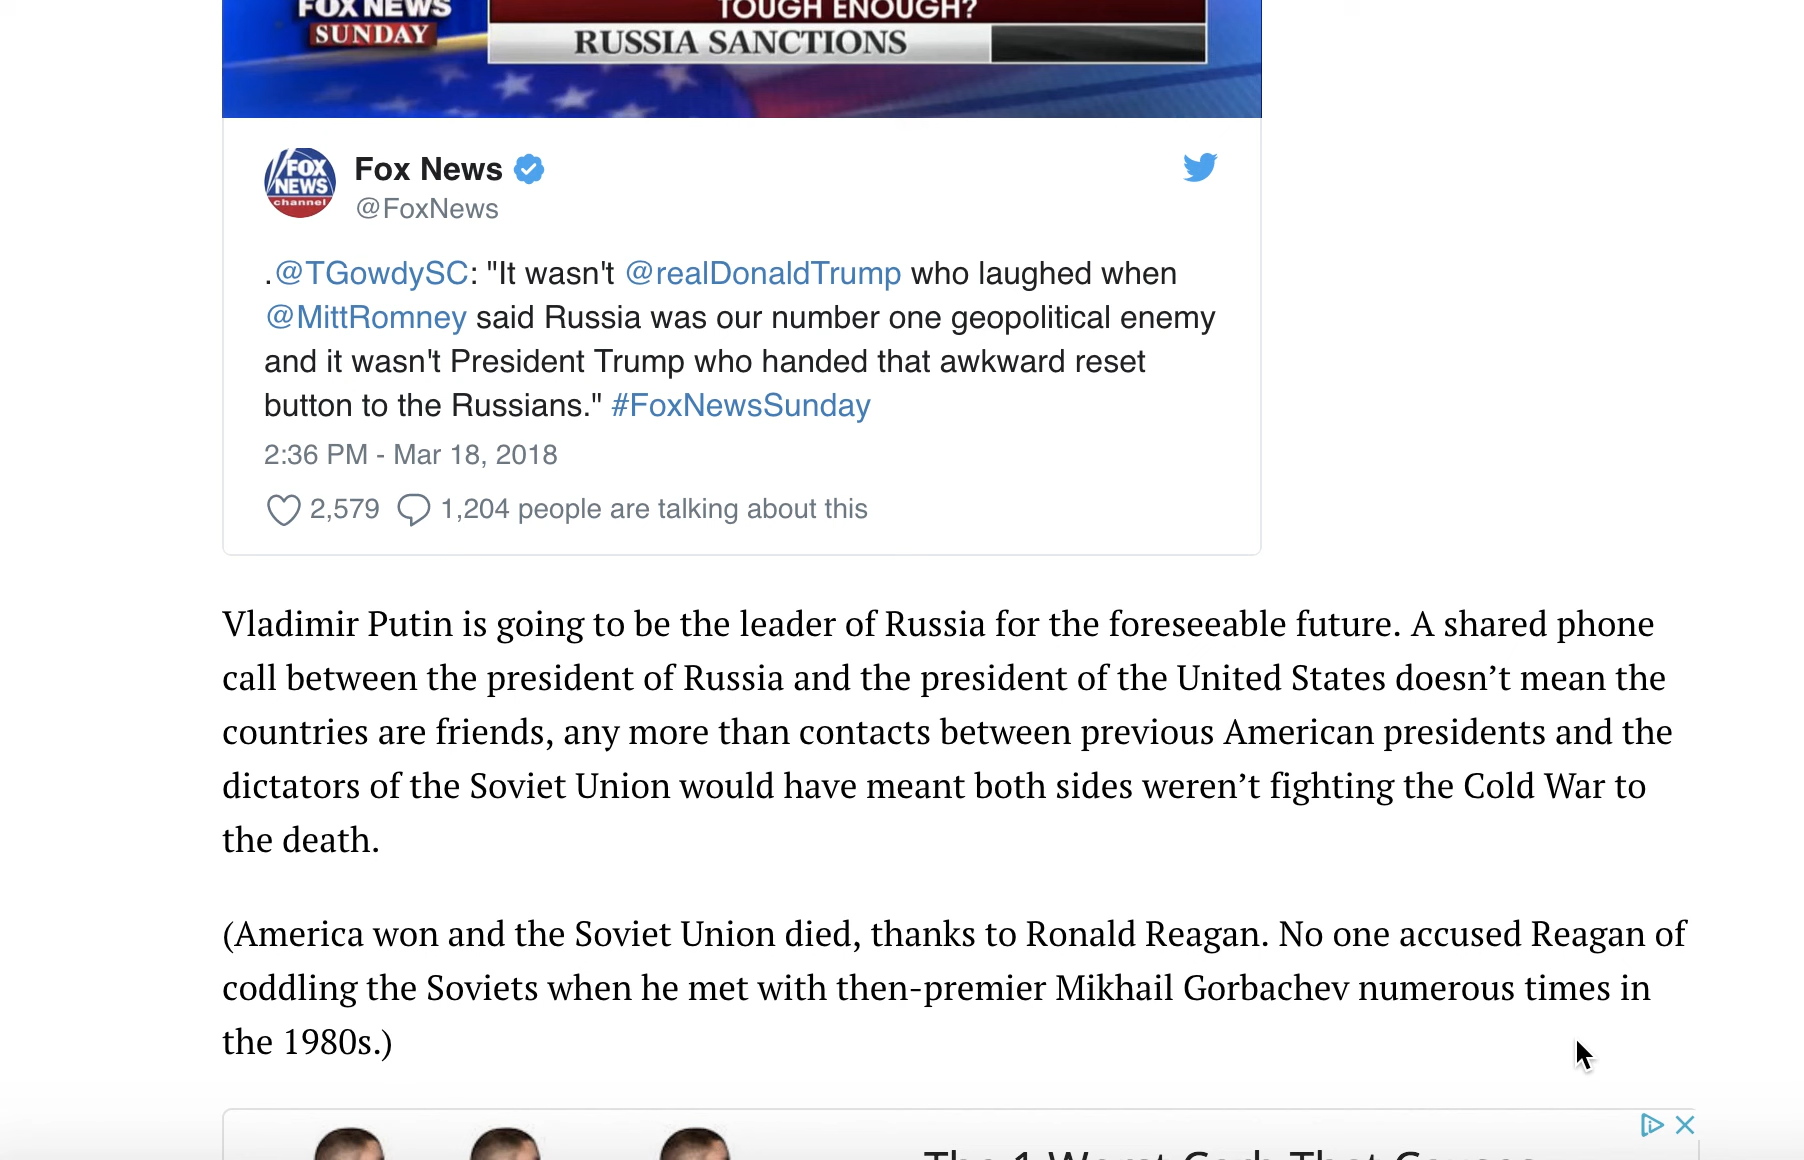 FOX NEWS
SUNDAY
TOUGH ENOUGH?
RUSSIA SANCTIONS
FOX
NEWS
channel
Fox News
@FoxNews
.@TGowdySC: "It wasn't @realDonaldTrump who laughed when
@MittRomney said Russia was our number one geopolitical enemy
and it wasn't President Trump who handed that awkward reset
button to the Russians." #FoxNewsSunday
2:36 PM - Mar 18, 2018
2,579 1,204 people are talking about this
Vladimir Putin is going to be the leader of Russia for the foreseeable future. A shared phone
call between the president of Russia and the president of the United States doesn’t mean the
countries are friends, any more than contacts between previous American presidents and the
dictators of the Soviet Union would have meant both sides weren’t fighting the Cold War to
the death.
(America won and the Soviet Union died, thanks to Ronald Reagan. No one accused Reagan of
coddling the Soviets when he met with then-premier Mikhail Gorbachev numerous times in
the 1980s.)
The 1 Worst Carb That Causes